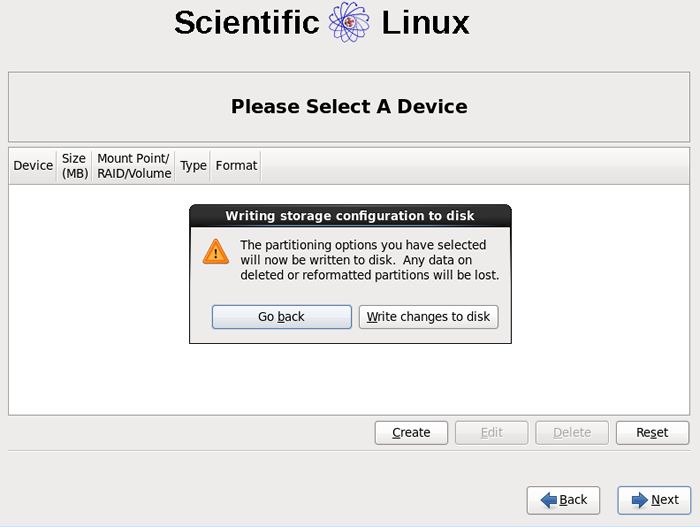 Scientific Linux
Please Select A Device
Device
Size
(MB)
Mount Point/
RAID/Volume
Type
Format
Writing storage configuration to disk
The partitioning options you have selected
will now be written to disk.  Any data on
deleted or reformatted partitions will be lost.
Go back
Write changes to disk
Create
Edit
Delete
Reset
Back
Next